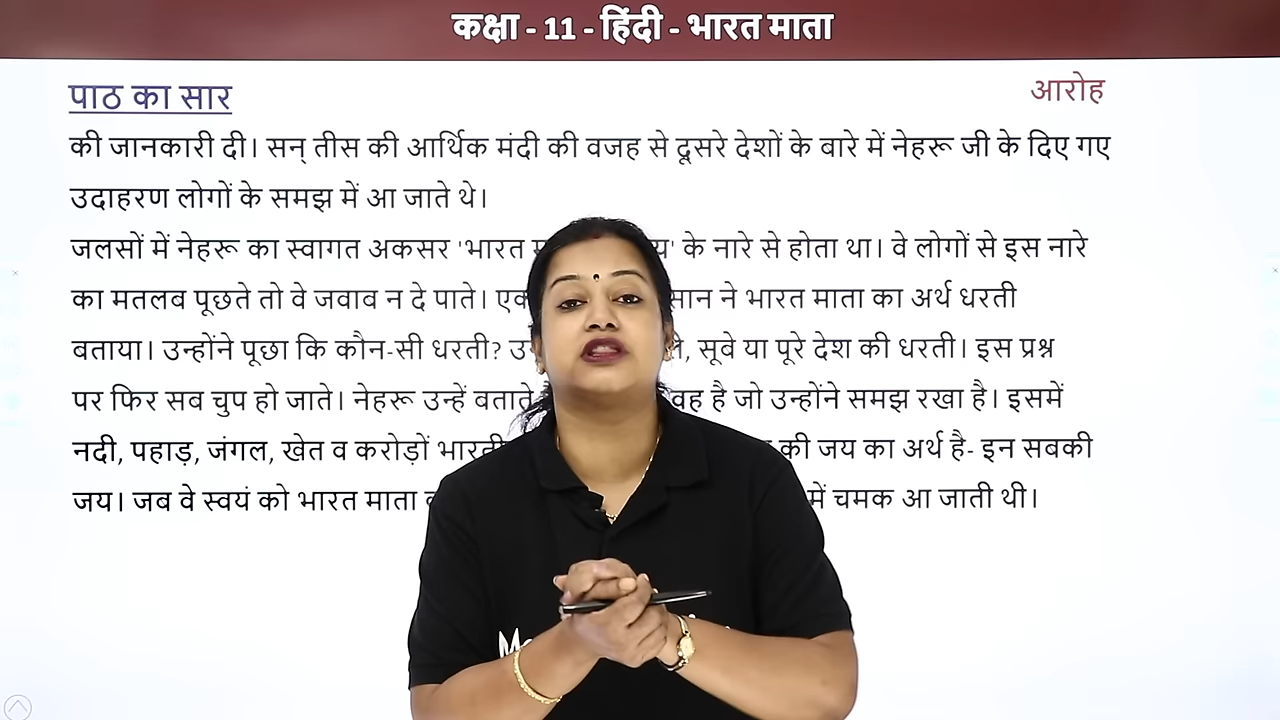 कक्षा - 11 - हिंदी - भारत माता
पाठ का सार
आरोह
की जानकारी दी। सन् तीस की आर्थिक मंदी की वजह से दूसरे देशों के बारे में नेहरू जी के दिए गए
उदाहरण लोगों के समझ में आ जाते थे।
जलसों में नेहरू का स्वागत अकसर 'भारत के नारे से होता था। वे लोगों से इस नारे
का मतलब पूछते तो वे जवाब न दे पाते। ने भारत माता का अर्थ धरती
बताया। उन्होंने पूछा कि कौन-सी धरती? सूबे या पूरे देश की धरती। इस प्रश्न
पर फिर सब चुप हो जाते। नेहरू उन्हें बताते वह है जो उन्होंने समझ रखा है। इसमें
नदी, पहाड़, जंगल, खेत व करोड़ों की जय का अर्थ है- इन सबकी
जय। जब वे स्वयं को भारत माता में चमक आ जाती थी।